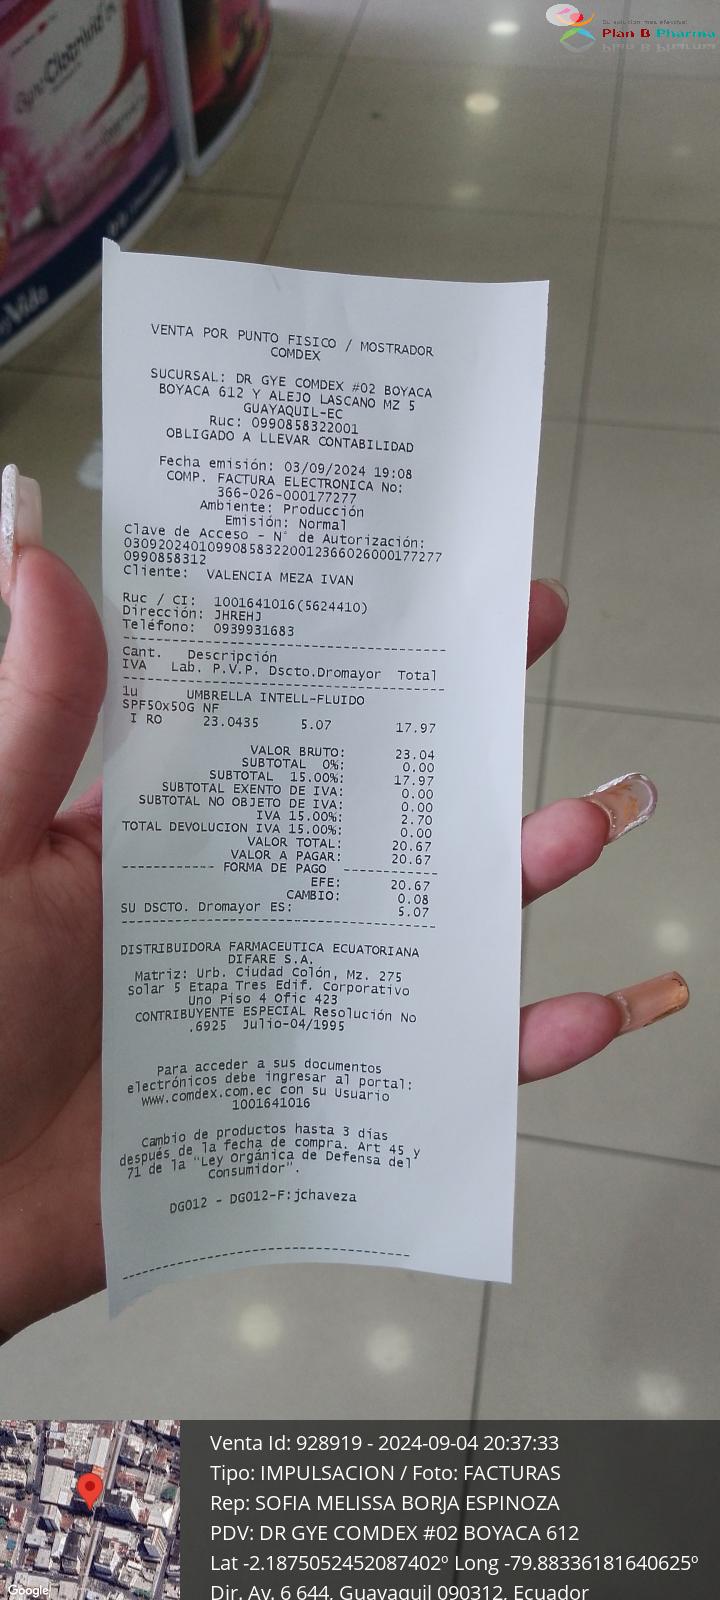 Su solucion mas efectiva!
Plan B Pharma
VENTA POR PUNTO FISICO / MOSTRADOR
COMDEX
SUCURSAL: DR GYE COMDEX #02 BOYACA
BOYACA 612 Y ALEJO LASCANO MZ 5
GUAYAQUIL-EC
Ruc: 0990858322001
OBLIGADO A LLEVAR CONTABILIDAD
Fecha emisión: 03/09/2024 19:08
COMP. FACTURA ELECTRONICA No:
366-026-000177277
Ambiente: Producción
Emisión: Normal
Clave de Acceso - N° de Autorización:
030920240109908583220012366026000177277
0990858312
Cliente: VALENCIA MEZA IVAN
Ruc / CI: 1001641016(5624410)
Dirección: JHREHJ
Teléfono: 0939931683
Cant. Descripción
IVA Lab. P.V.P. Dscto.Dromayor Total
1u UMBRELLA INTELL-FLUIDO
SPF50x50G NF
I RO 23.0435 5.07 17.97
VALOR BRUTO: 23.04
SUBTOTAL 0%: 0.00
SUBTOTAL 15.00%: 17.97
SUBTOTAL EXENTO DE IVA: 0.00
SUBTOTAL NO OBJETO DE IVA: 0.00
IVA 15.00%: 2.70
TOTAL DEVOLUCION IVA 15.00%: 0.00
VALOR TOTAL: 20.67
VALOR A PAGAR: 20.67
------------ FORMA DE PAGO ------------
EFE: 20.67
CAMBIO: 0.08
SU DSCTO. Dromayor ES: 5.07
DISTRIBUIDORA FARMACEUTICA ECUATORIANA
DIFARE S.A.
Matriz: Urb. Ciudad Colón, Mz. 275
Solar 5 Etapa Tres Edif. Corporativo
Uno Piso 4 Ofic 423
CONTRIBUYENTE ESPECIAL Resolución No
.6925 Julio-04/1995
Para acceder a sus documentos
electrónicos debe ingresar al portal:
www.comdex.com.ec con su Usuario
1001641016
Cambio de productos hasta 3 días
después de la fecha de compra. Art 45 y
71 de la "Ley Orgánica de Defensa del
Consumidor".
DG012 - DG012-F:jchaveza
Google
Venta Id: 928919 - 2024-09-04 20:37:33
Tipo: IMPULSACION / Foto: FACTURAS
Rep: SOFIA MELISSA BORJA ESPINOZA
PDV: DR GYE COMDEX #02 BOYACA 612
Lat -2.1875052452087402º Long -79.88336181640625º
Dir. Av. 6 644, Guayaquil 090312, Ecuador